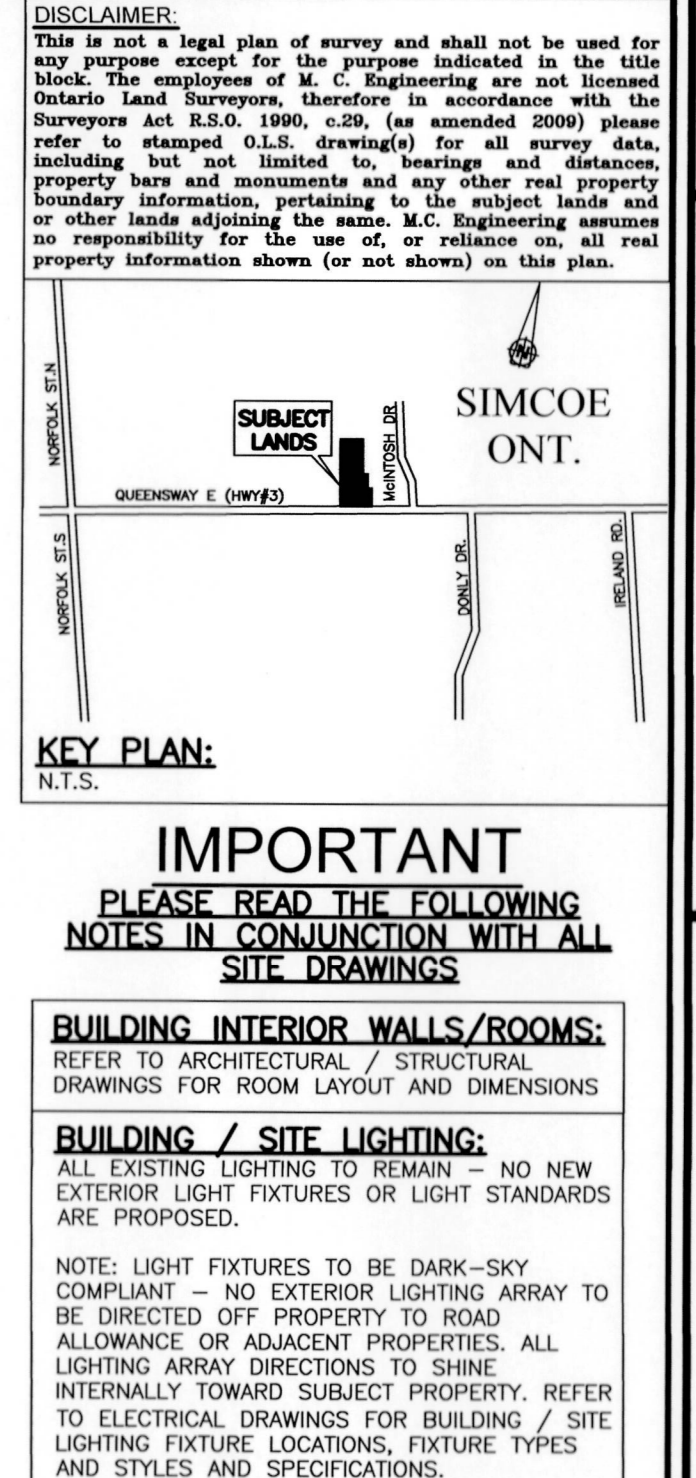 DISCLAIMER:
This is not a legal plan of survey and shall not be used for
any purpose except for the purpose indicated in the title
block. The employees of M. C. Engineering are not licensed
Ontario Land Surveyors, therefore in accordance with the
Surveyors Act R.S.O. 1990, c.29, (as amended 2009) please
refer to stamped O.L.S. drawing(s) for all survey data,
including but not limited to, bearings and distances,
property bars and monuments and any other real property
boundary information, pertaining to the subject lands and
or other lands adjoining the same. M.C. Engineering assumes
no responsibility for the use of, or reliance on, all real
property information shown (or not shown) on this plan.
N
SIMCOE
ONT.
NORFOLK ST.N
SUBJECT
LANDS
McINTOSH DR
QUEENSWAY E (HWY#3)
NORFOLK ST.S
DONLY DR.
IRELAND RD.
KEY PLAN:
N.T.S.
IMPORTANT
PLEASE READ THE FOLLOWING
NOTES IN CONJUNCTION WITH ALL
SITE DRAWINGS
BUILDING INTERIOR WALLS/ROOMS:
REFER TO ARCHITECTURAL / STRUCTURAL
DRAWINGS FOR ROOM LAYOUT AND DIMENSIONS
BUILDING / SITE LIGHTING:
ALL EXISTING LIGHTING TO REMAIN – NO NEW
EXTERIOR LIGHT FIXTURES OR LIGHT STANDARDS
ARE PROPOSED.
NOTE: LIGHT FIXTURES TO BE DARK–SKY
COMPLIANT – NO EXTERIOR LIGHTING ARRAY TO
BE DIRECTED OFF PROPERTY TO ROAD
ALLOWANCE OR ADJACENT PROPERTIES. ALL
LIGHTING ARRAY DIRECTIONS TO SHINE
INTERNALLY TOWARD SUBJECT PROPERTY. REFER
TO ELECTRICAL DRAWINGS FOR BUILDING / SITE
LIGHTING FIXTURE LOCATIONS, FIXTURE TYPES
AND STYLES AND SPECIFICATIONS.